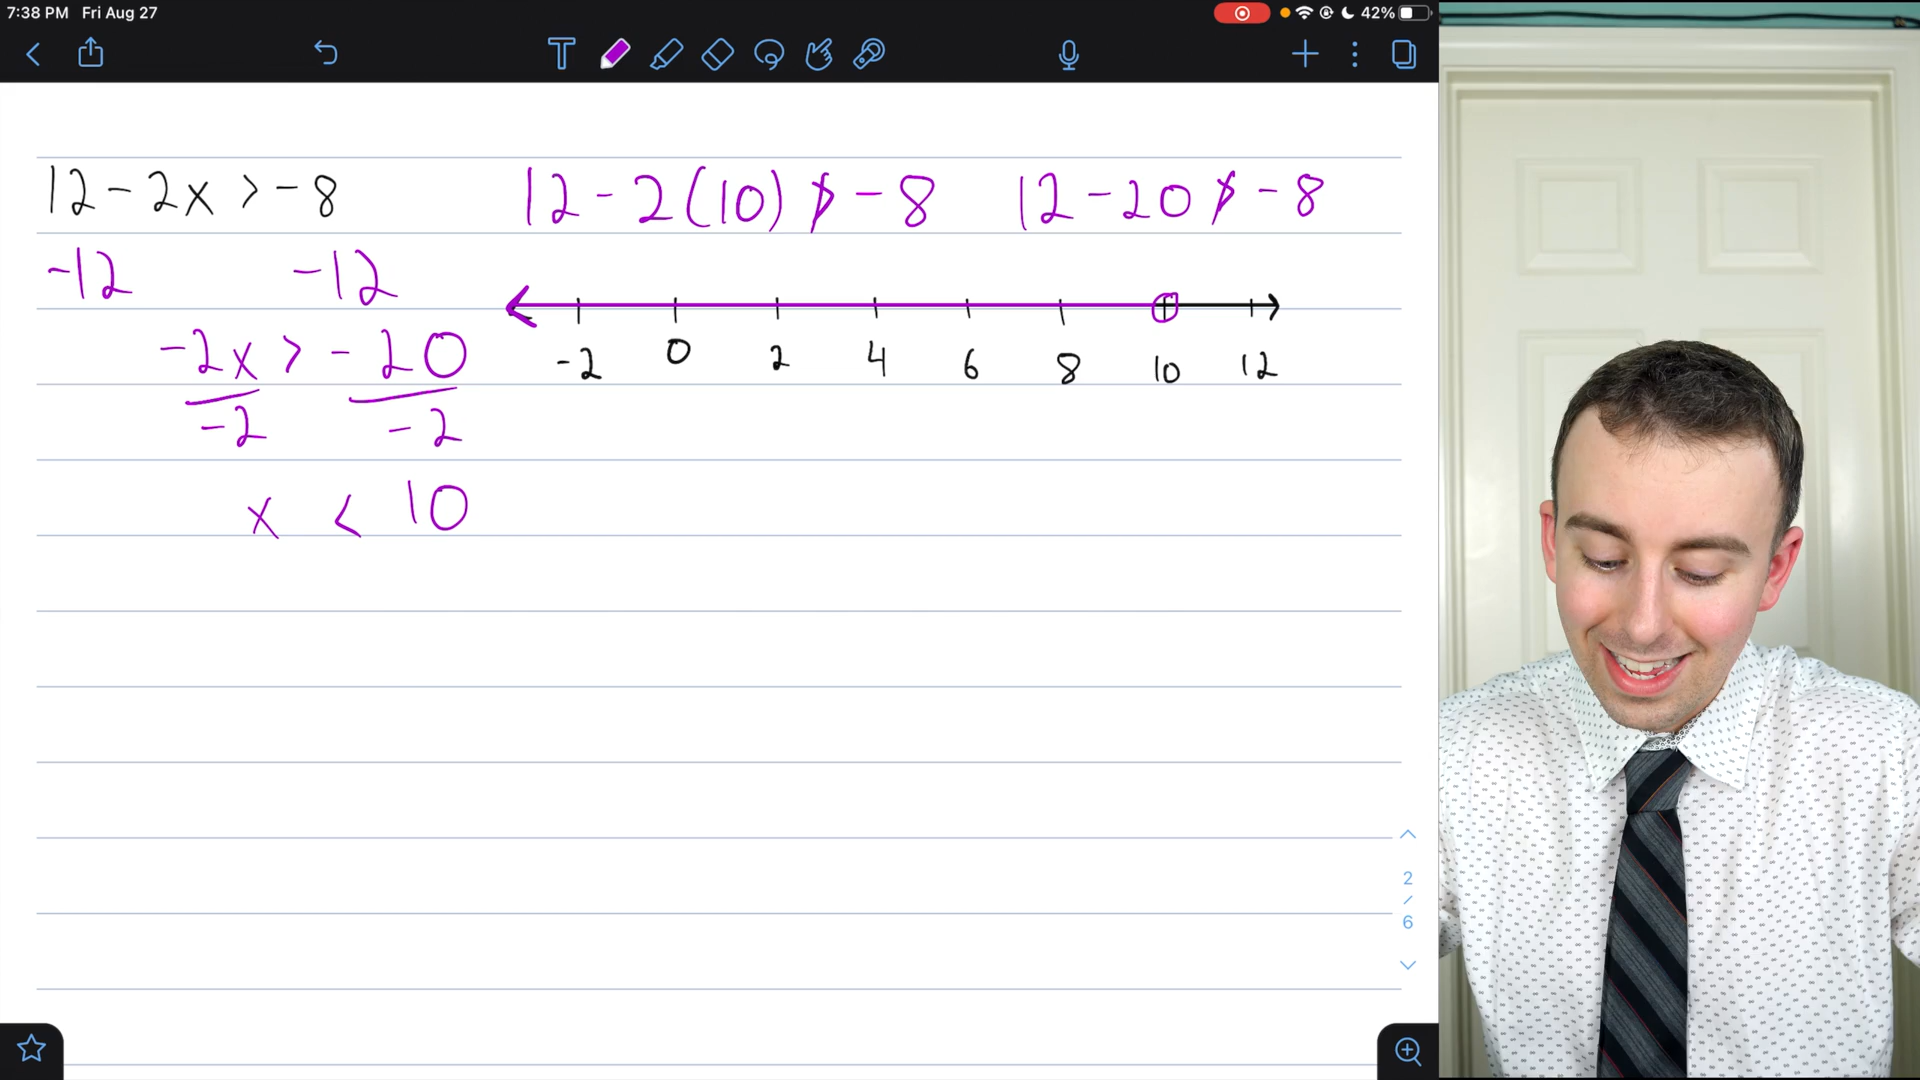 7:38 PM Fri Aug 27
42%
12 - 2x > -8
-12 -12
-2x > -20
-2 -2
x < 10
12 - 2(10) ≯ -8 12 - 20 ≯ -8
-2 0 2 4 6 8 10 12
2
/
6